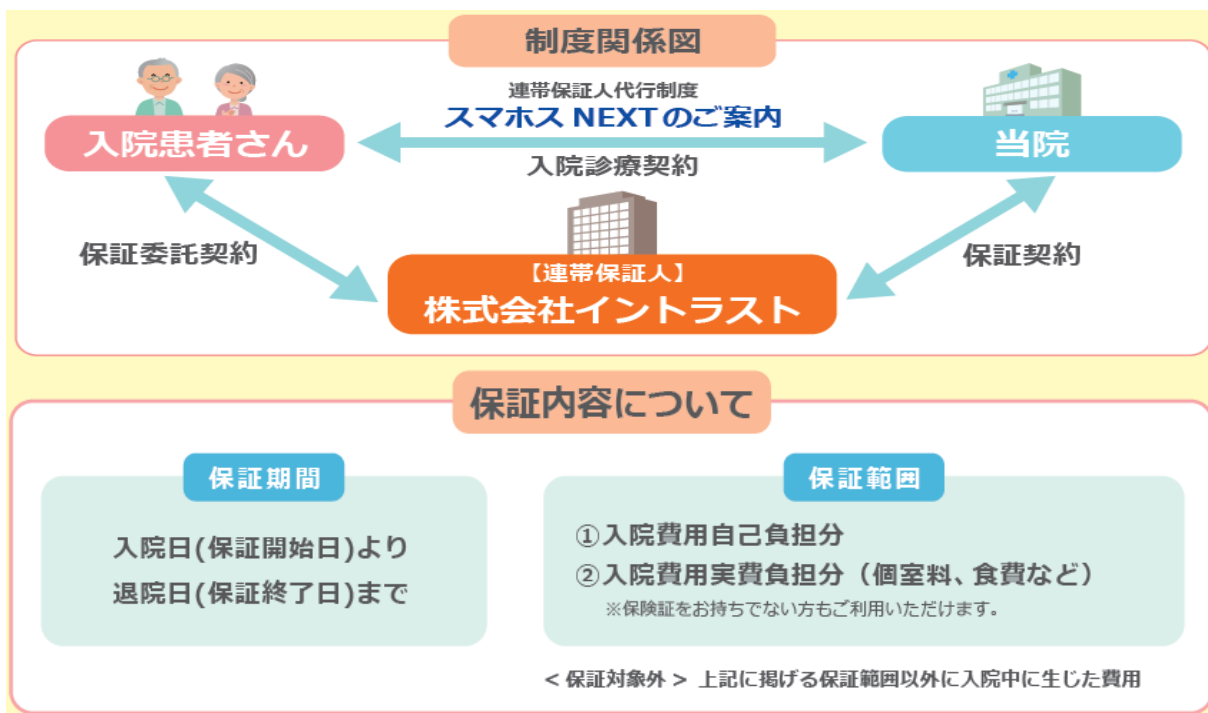 制度関係図
連帯保証人代行制度
スマホス NEXTのご案内
入院患者さん
当院
入院診療契約
保証委託契約
保証契約
【連帯保証人】
株式会社イントラスト
保証内容について
保証期間
入院日(保証開始日)より
退院日(保証終了日)まで
保証範囲
①入院費用自己負担分
②入院費用実費負担分（個室料、食費など）
※保険証をお持ちでない方もご利用いただけます。
< 保証対象外 > 上記に掲げる保証範囲以外に入院中に生じた費用